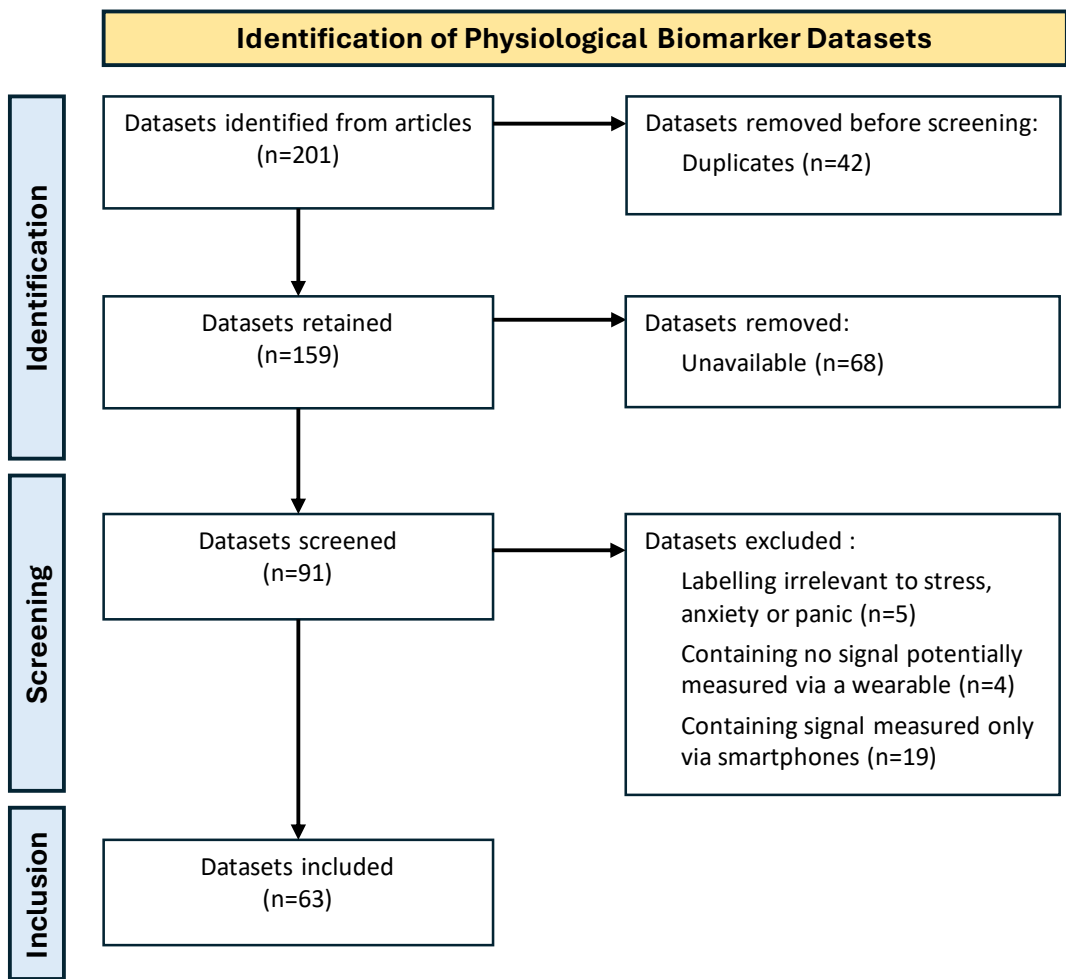 Identification of Physiological Biomarker Datasets
Identification
Datasets identified from articles
(n=201)
Datasets removed before screening:
Duplicates (n=42)
Datasets retained
(n=159)
Datasets removed:
Unavailable (n=68)
Screening
Datasets screened
(n=91)
Datasets excluded :
Labelling irrelevant to stress,
anxiety or panic (n=5)
Containing no signal potentially
measured via a wearable (n=4)
Containing signal measured only
via smartphones (n=19)
Inclusion
Datasets included
(n=63)